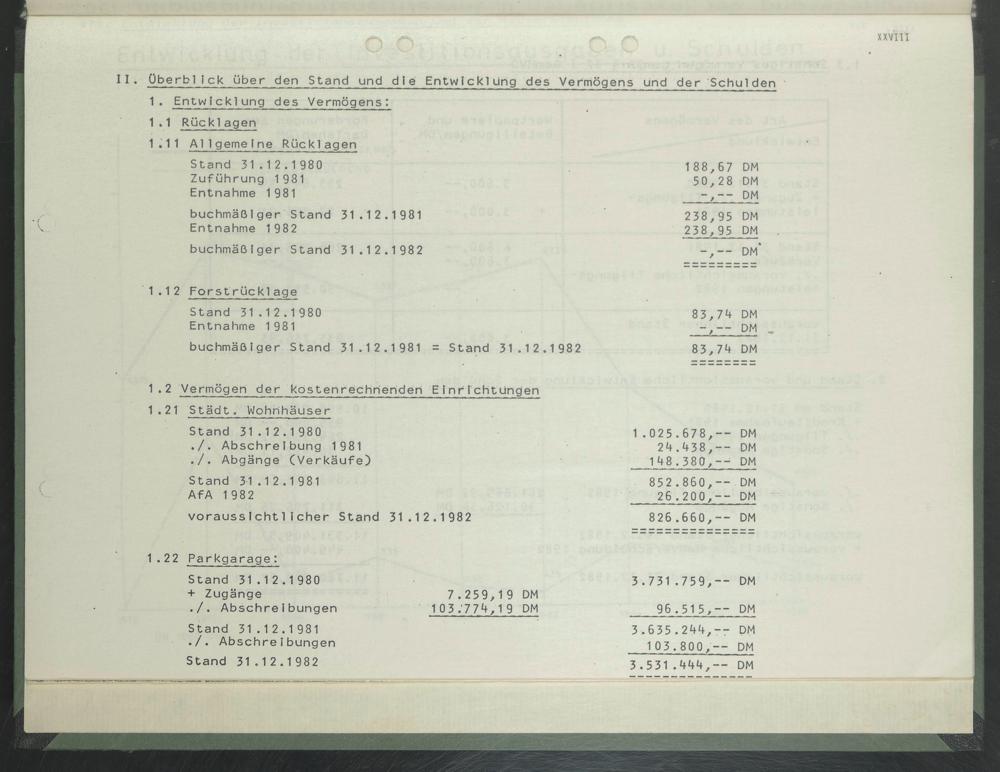 XXVIII
II. Überblick über den Stand und die Entwicklung des Vermögens und der Schulden
1. Entwicklung des Vermögens:
1.1 Rücklagen
1.11 Allgemeine Rücklagen
Stand 31.12.1980 188,67 DM
Zuführung 1981 50,28 DM
Entnahme 1981 -,-- DM
buchmäßiger Stand 31.12.1981 238,95 DM
Entnahme 1982 238,95 DM
buchmäßiger Stand 31.12.1982 -,-- DM
=========
1.12 Forstrücklage
Stand 31.12.1980 83,74 DM
Entnahme 1981 -,-- DM
buchmäßiger Stand 31.12.1981 = Stand 31.12.1982 83,74 DM
========
1.2 Vermögen der kostenrechnenden Einrichtungen
1.21 Städt. Wohnhäuser
Stand 31.12.1980 1.025.678,-- DM
./. Abschreibung 1981 24.438,-- DM
./. Abgänge (Verkäufe) 148.380,-- DM
Stand 31.12.1981 852.860,-- DM
AfA 1982 26.200,-- DM
voraussichtlicher Stand 31.12.1982 826.660,-- DM
===============
1.22 Parkgarage:
Stand 31.12.1980 3.731.759,-- DM
+ Zugänge 7.259,19 DM
./. Abschreibungen 103.774,19 DM 96.515,-- DM
Stand 31.12.1981 3.635.244,-- DM
./. Abschreibungen 103.800,-- DM
Stand 31.12.1982 3.531.444,-- DM